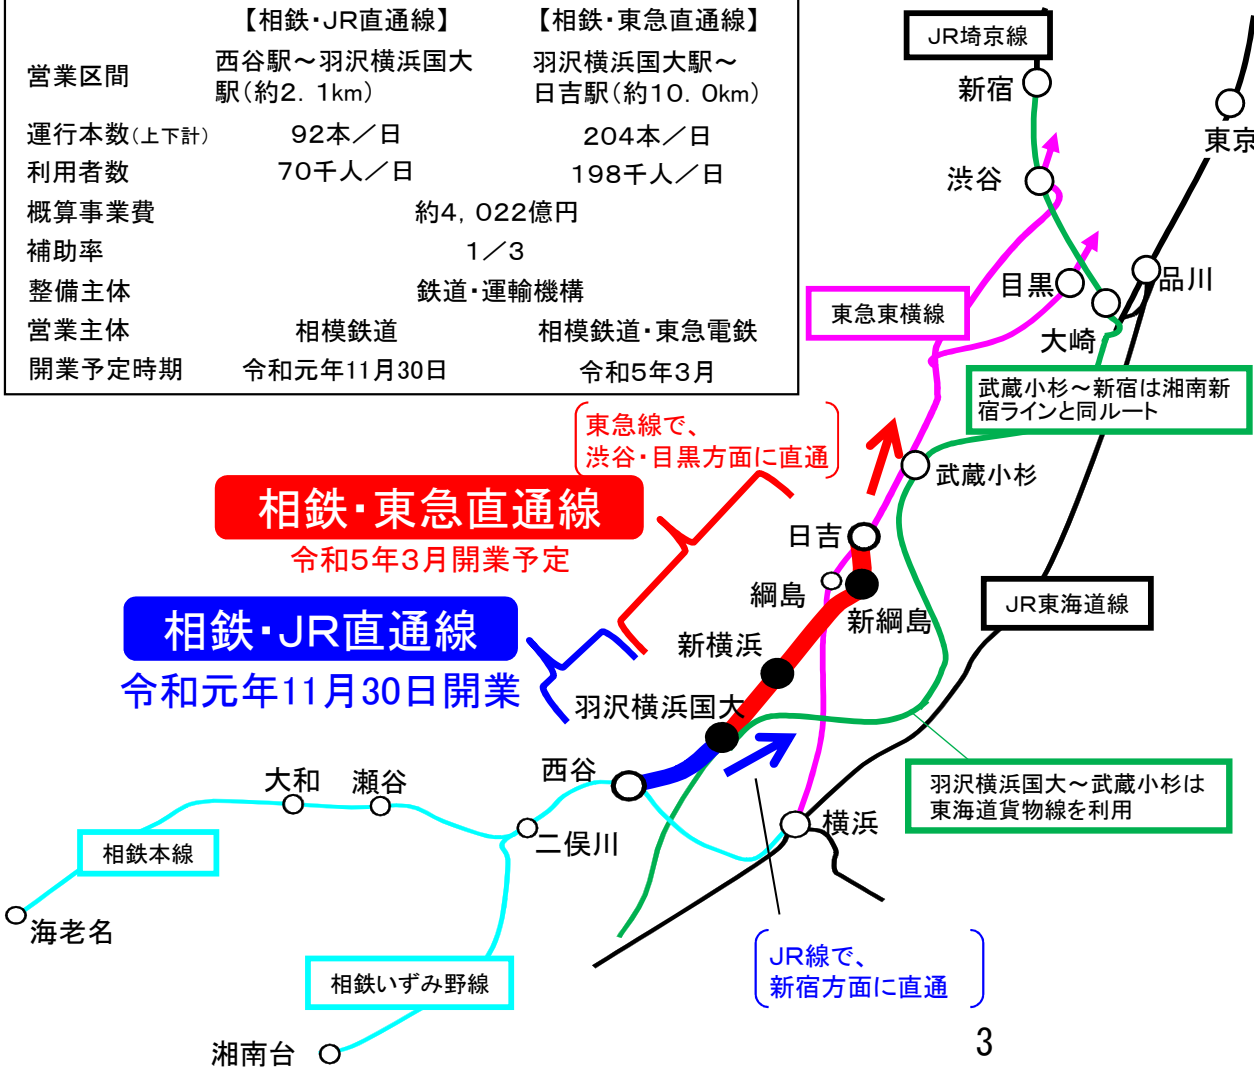 【相鉄・JR直通線】 【相鉄・東急直通線】
営業区間 西谷駅～羽沢横浜国大 羽沢横浜国大駅～
駅（約2．1km） 日吉駅（約10．0km）
運行本数（上下計） 92本／日 204本／日
利用者数 70千人／日 198千人／日
概算事業費 約4，022億円
補助率 1／3
整備主体 鉄道・運輸機構
営業主体 相模鉄道 相模鉄道・東急電鉄
開業予定時期 令和元年11月30日 令和5年3月
JR埼京線
新宿
東京
渋谷
目黒
品川
東急東横線
大崎
武蔵小杉～新宿は湘南新
宿ラインと同ルート
東急線で、
渋谷・目黒方面に直通
武蔵小杉
相鉄・東急直通線
令和5年3月開業予定
日吉
綱島
新綱島
JR東海道線
相鉄・JR直通線
令和元年11月30日開業
新横浜
羽沢横浜国大
西谷
大和
瀬谷
羽沢横浜国大～武蔵小杉は
東海道貨物線を利用
横浜
二俣川
相鉄本線
海老名
JR線で、
新宿方面に直通
相鉄いずみ野線
湘南台
3